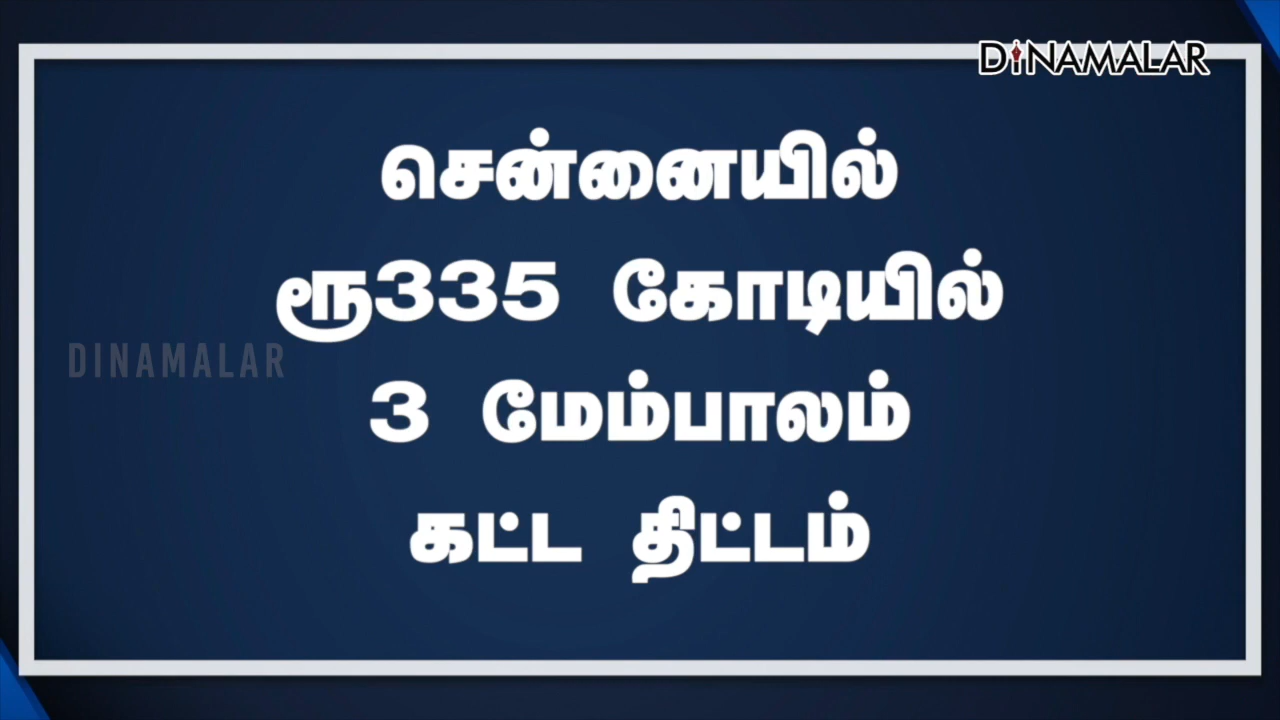 DINAMALAR
சென்னையில்
ரூ335 கோடியில்
DINAMALAR
3 மேம்பாலம்
கட்ட திட்டம்